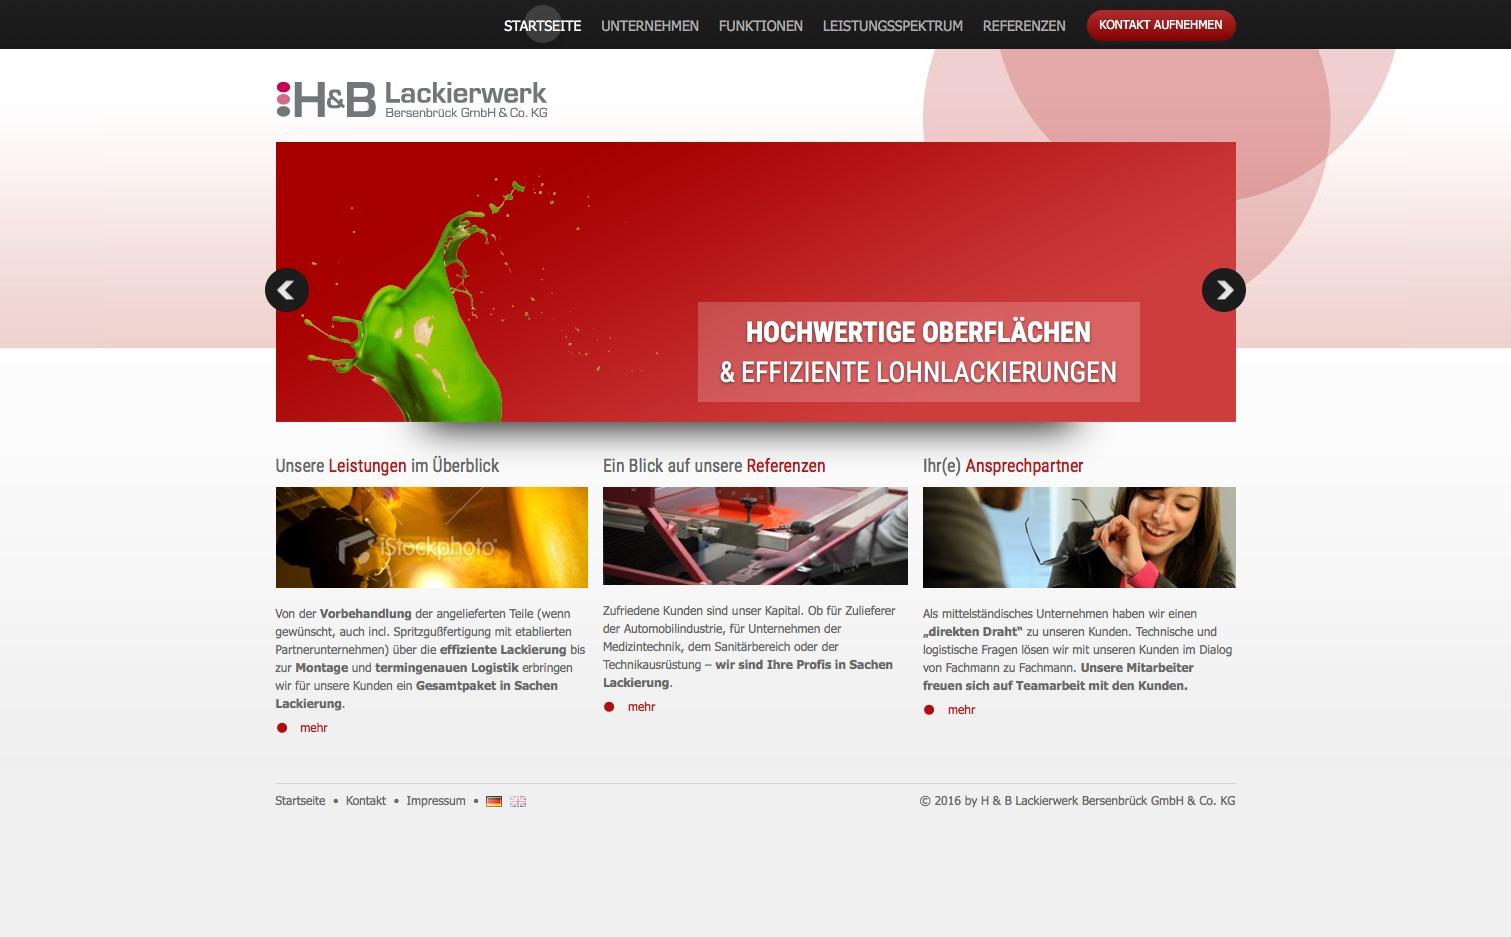 STARTSEITE UNTERNEHMEN FUNKTIONEN LEISTUNGSSPEKTRUM REFERENZEN KONTAKT AUFNEHMEN
H&B Lackierwerk
Bersenbrück GmbH & Co. KG
HOCHWERTIGE OBERFLÄCHEN
& EFFIZIENTE LOHNLACKIERUNGEN
Unsere Leistungen im Überblick
iStockphoto
Von der Vorbehandlung der angelieferten Teile (wenn
gewünscht, auch incl. Spritzgußfertigung mit etablierten
Partnerunternehmen) über die effiziente Lackierung bis
zur Montage und termingenauen Logistik erbringen
wir für unsere Kunden ein Gesamtpaket in Sachen
Lackierung.
mehr
Ein Blick auf unsere Referenzen
Zufriedene Kunden sind unser Kapital. Ob für Zulieferer
der Automobilindustrie, für Unternehmen der
Medizintechnik, dem Sanitärbereich oder der
Technikausrüstung – wir sind Ihre Profis in Sachen
Lackierung.
mehr
Ihr(e) Ansprechpartner
Als mittelständisches Unternehmen haben wir einen
„direkten Draht“ zu unseren Kunden. Technische und
logistische Fragen lösen wir mit unseren Kunden im Dialog
von Fachmann zu Fachmann. Unsere Mitarbeiter
freuen sich auf Teamarbeit mit den Kunden.
mehr
Startseite • Kontakt • Impressum •
© 2016 by H & B Lackierwerk Bersenbrück GmbH & Co. KG